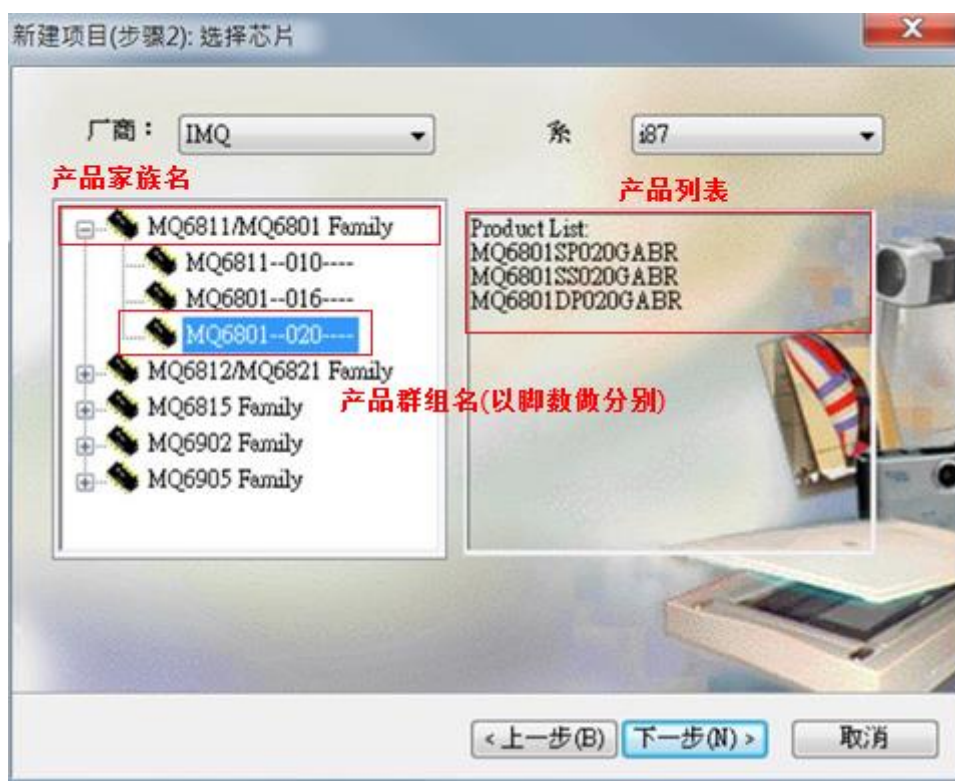 新建项目(步骤2): 选择芯片
厂商： IMQ 系 i87
产品家族名
产品列表
MQ6811/MQ6801 Family
MQ6811--010----
MQ6801--016----
MQ6801--020----
MQ6812/MQ6821 Family
MQ6815 Family
MQ6902 Family
MQ6905 Family
Product List:
MQ6801SP020GABR
MQ6801SS020GABR
MQ6801DP020GABR
产品群组名(以脚数做分别)
<上一步(B) 下一步(N)> 取消